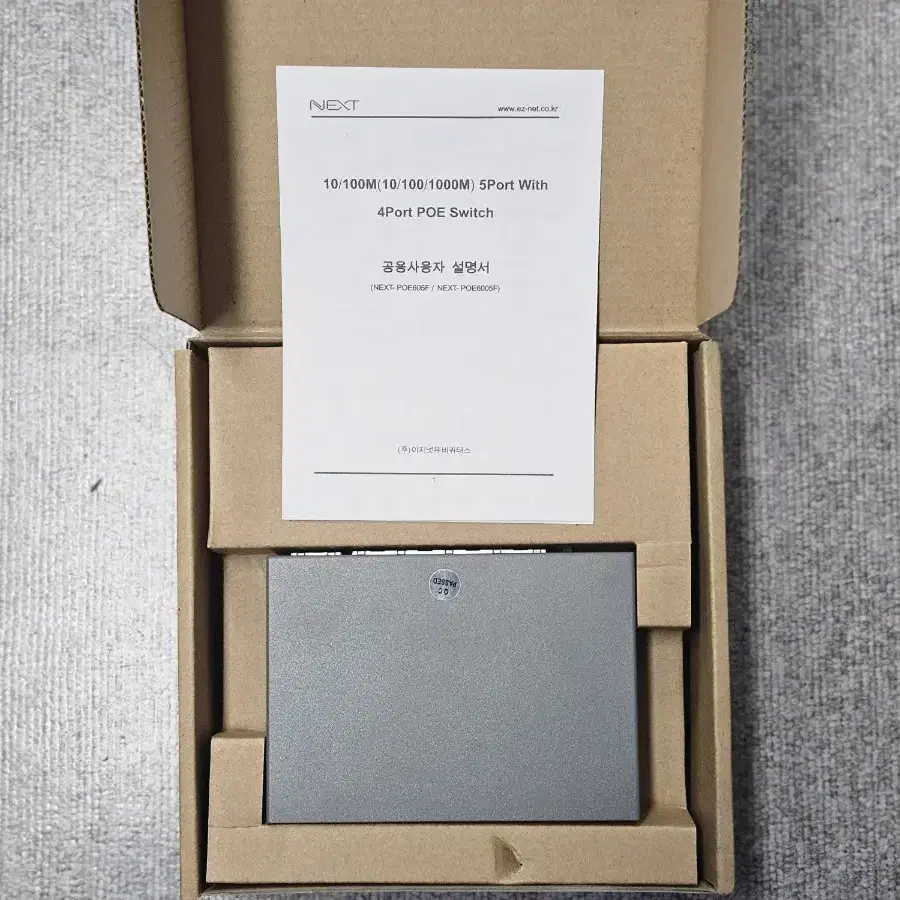 NEXT
www.ez-net.co.kr
10/100M(10/100/1000M) 5Port With
4Port POE Switch
공용사용자 설명서
(NEXT- POE605F / NEXT- POE6005F)
(주)이지넷유비쿼터스
1
QC
PASSED